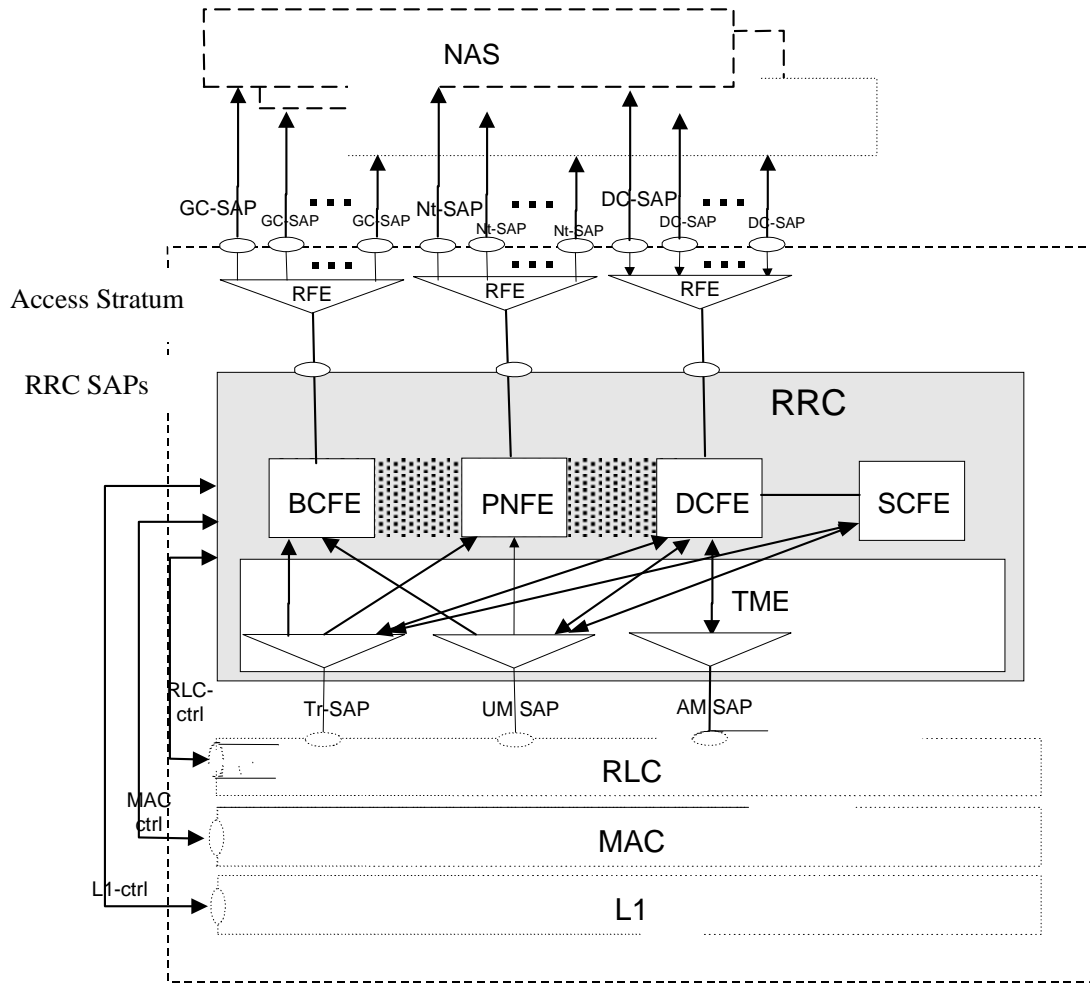 NAS
GC-SAP
GC-SAP
GC-SAP
Nt-SAP
Nt-SAP
Nt-SAP
DC-SAP
DC-SAP
DC-SAP
RFE
RFE
RFE
Access Stratum
RRC SAPs
RRC
BCFE
PNFE
DCFE
SCFE
TME
RLC-
ctrl
Tr-SAP
UM SAP
AM SAP
RLC
MAC
ctrl
MAC
L1-ctrl
L1